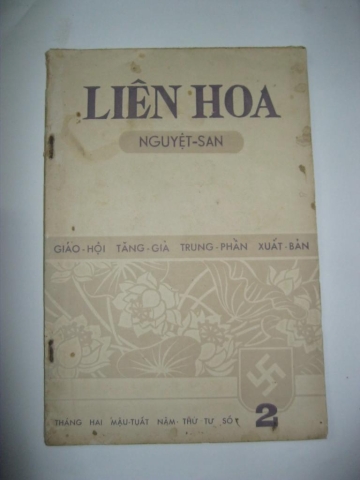 LIÊN HOA
NGUYỆT-SAN
GIÁO-HỘI TĂNG-GIÀ TRUNG-PHẦN XUẤT-BẢN
THÁNG HAI MẬU-TUẤT NĂM-THỨ TƯ SỐ 2